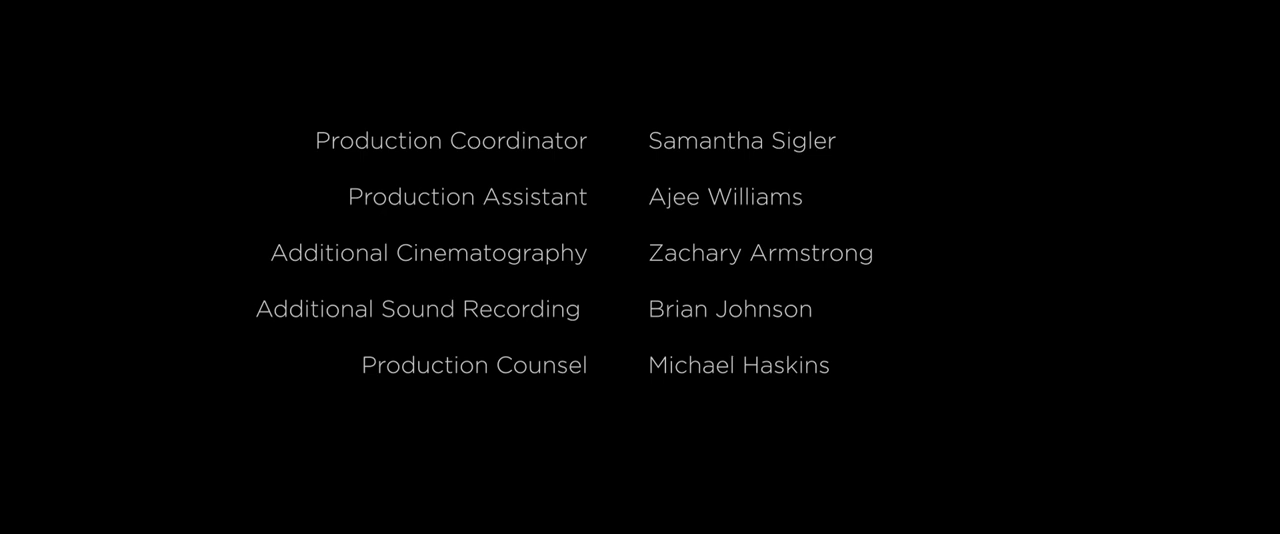 Production Coordinator Samantha Sigler
Production Assistant Ajee Williams
Additional Cinematography Zachary Armstrong
Additional Sound Recording Brian Johnson
Production Counsel Michael Haskins